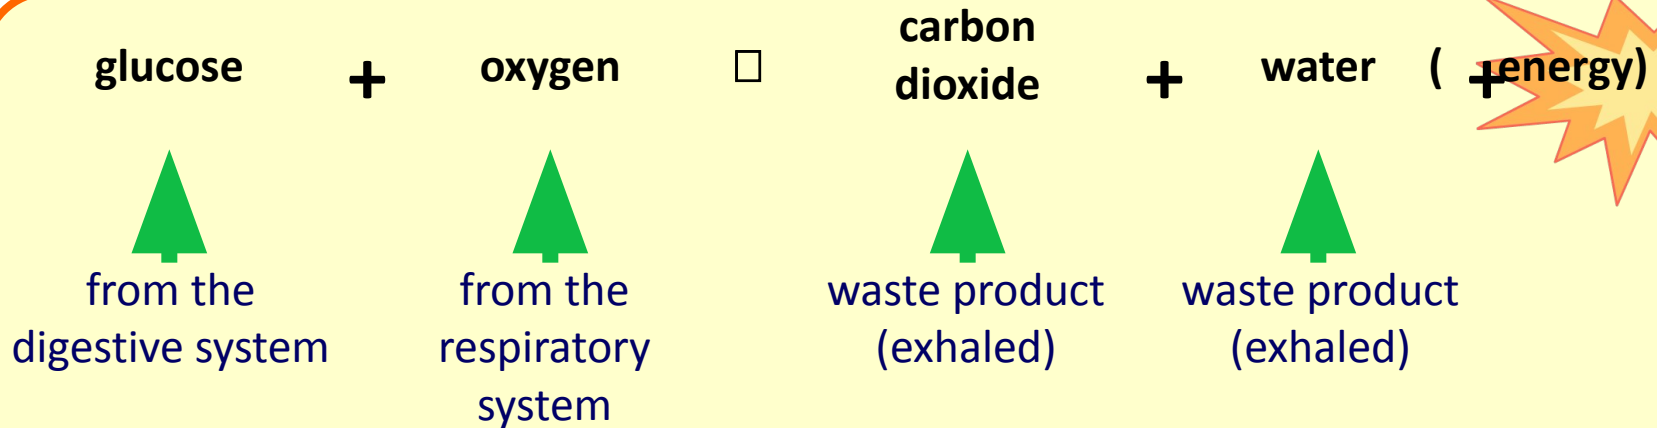 glucose + oxygen □ carbon dioxide + water ( + energy)
from the
digestive system
from the
respiratory
system
waste product
(exhaled)
waste product
(exhaled)